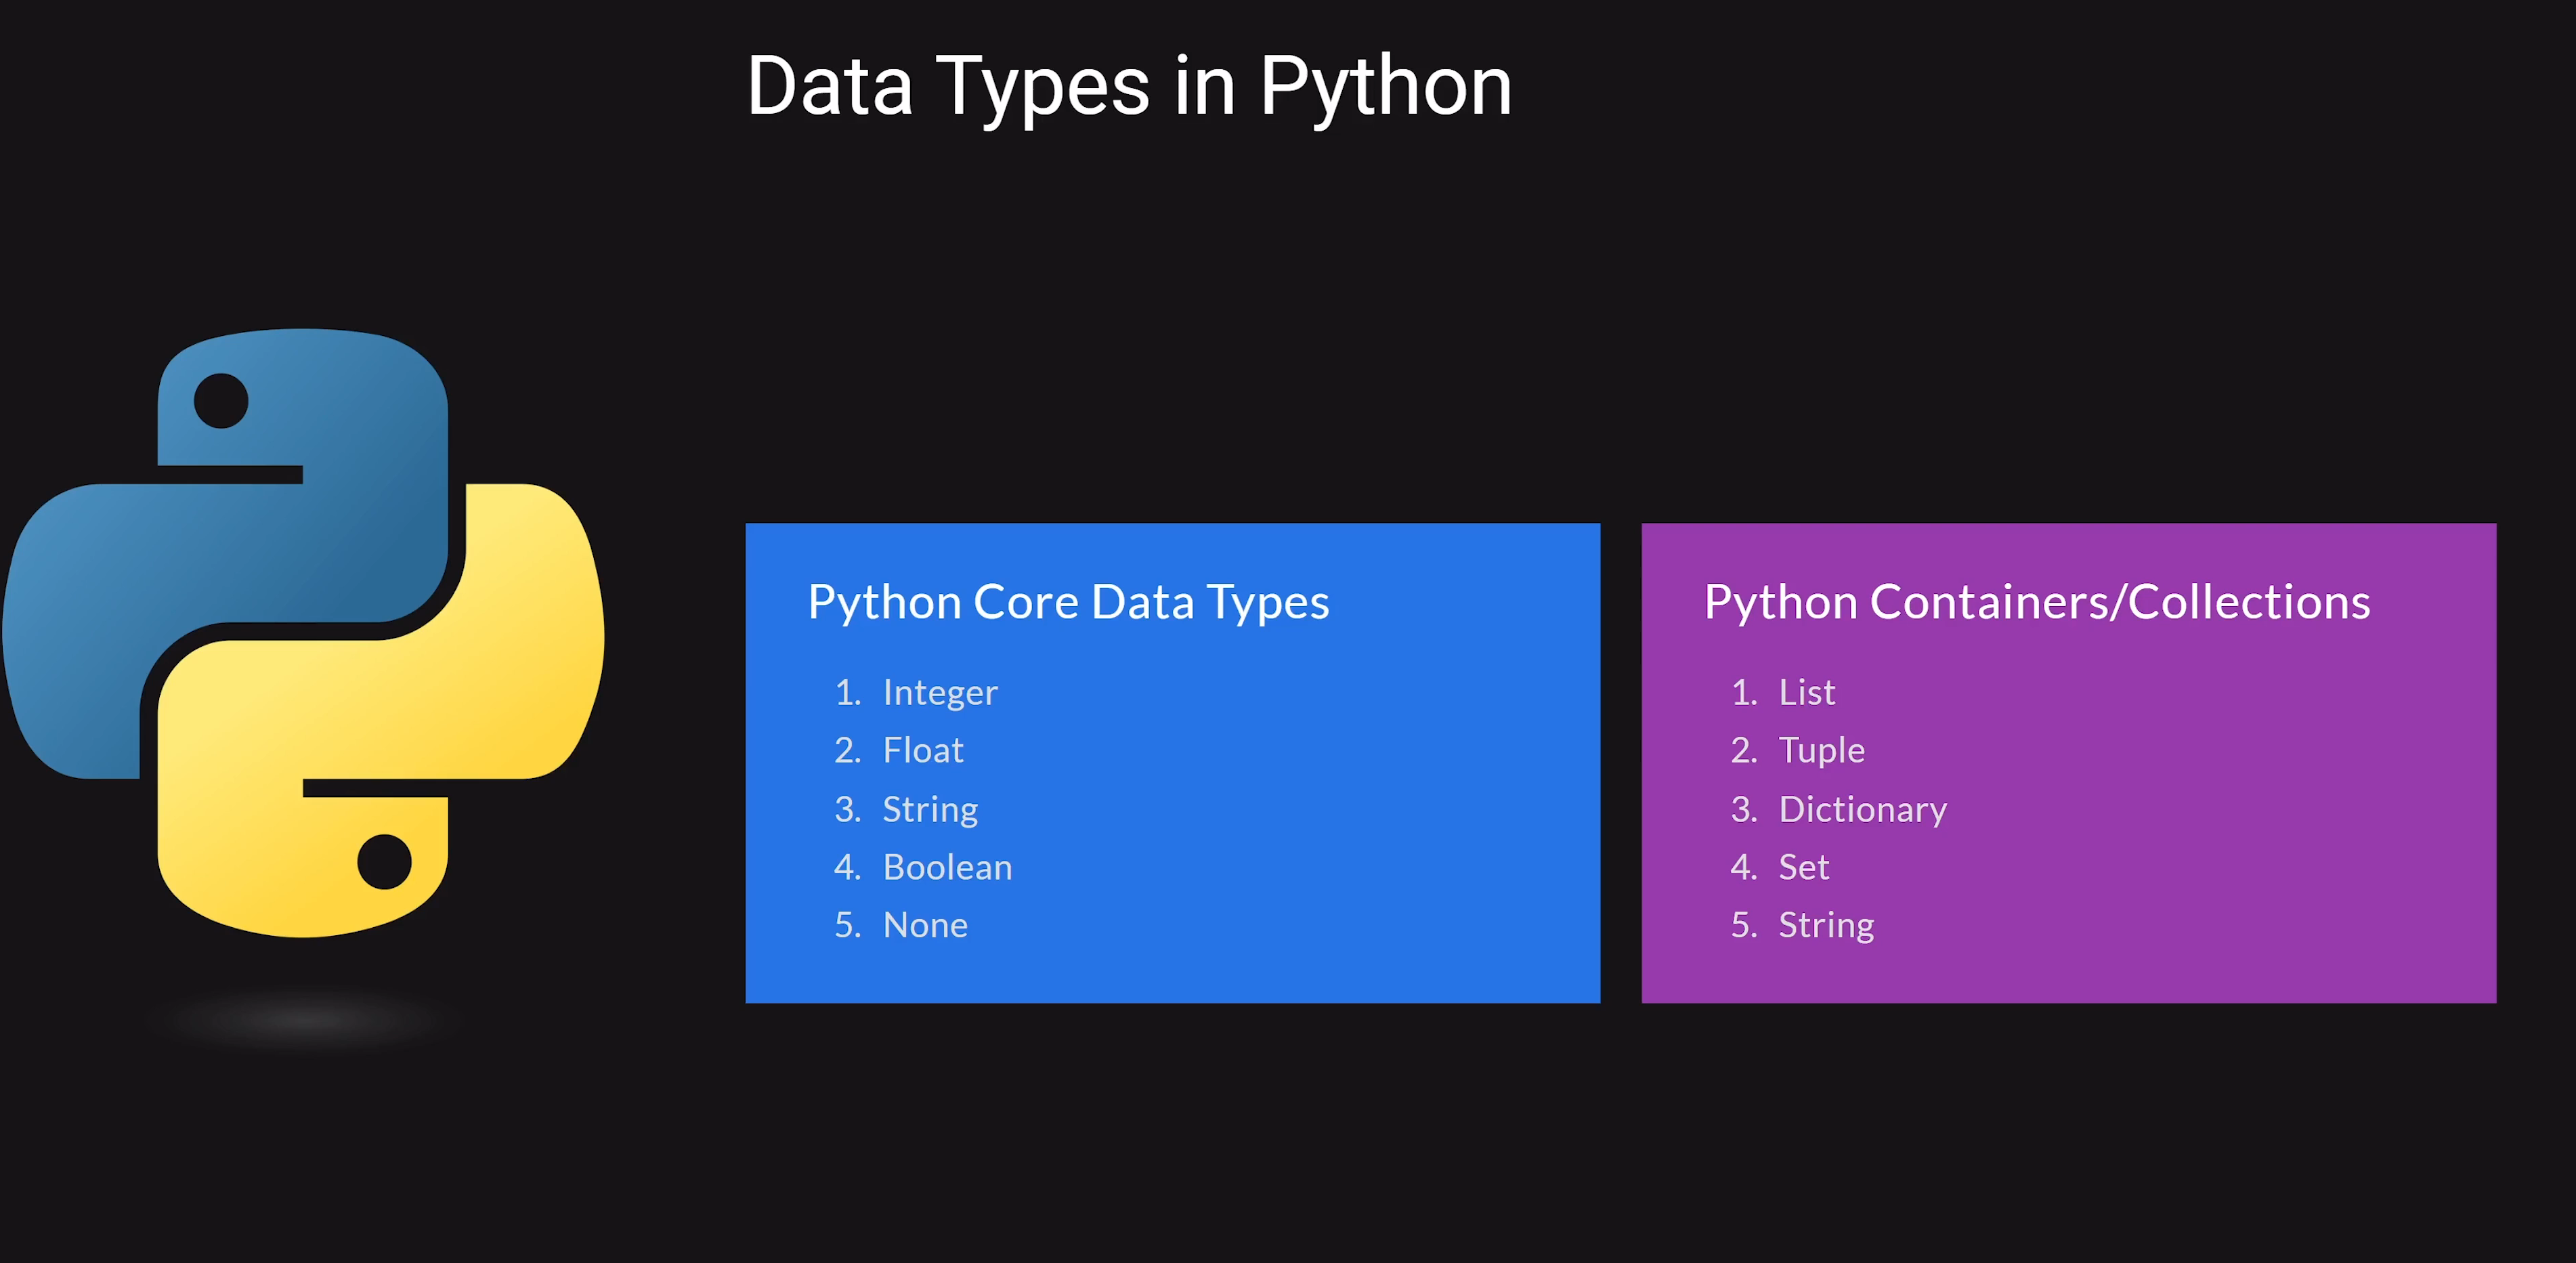 Data Types in Python
Python Core Data Types
1. Integer
2. Float
3. String
4. Boolean
5. None
Python Containers/Collections
1. List
2. Tuple
3. Dictionary
4. Set
5. String